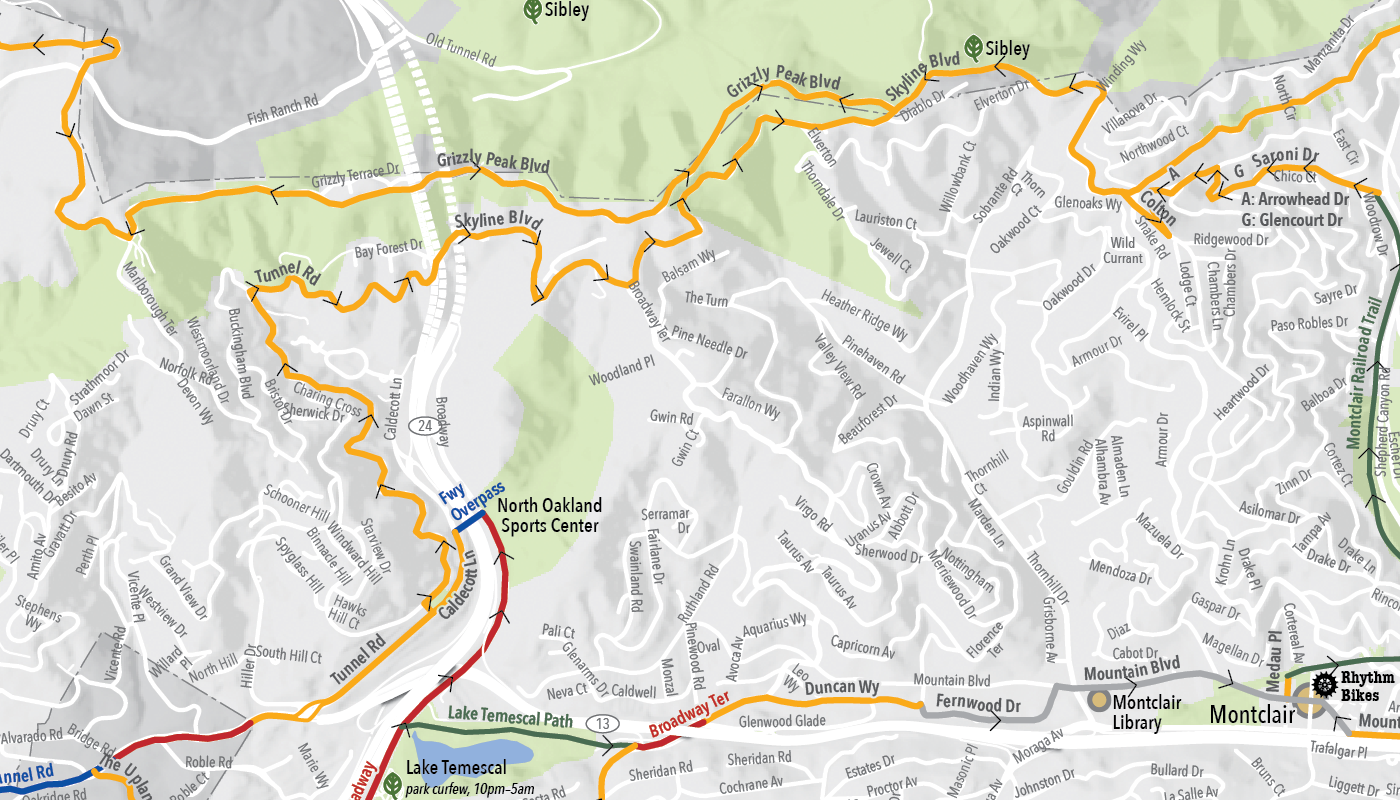 Sibley
Old Tunnel Rd
Fish Ranch Rd
Grizzly Peak Blvd
Skyline Blvd
Sibley
Diablo Dr
Elverton Dr
Winding Wy
Manzanita Dr
Villanova Dr
Northwood Ct
North Cir
East Cir
Elverton
Saroni Dr
Chico Ct
A
G
A: Arrowhead Dr
G: Glencourt Dr
Colton
Glenoaks Wy
Woodrow Dr
Grizzly Terrace Dr
Grizzly Peak Blvd
Skyline Blvd
Bay Forest Dr
Tunnel Rd
Thorndale Dr
Willowbank Ct
Sobrante Rd
Thorn
Ct
Oakwood Ct
Lauriston Ct
Jewell Ct
Wild
Currant
Snake Rd
Ridgewood Dr
Lodge Ct
Chambers Ln
Chambers Dr
Hemlock St
Sayre Dr
Paso Robles Dr
Marlborough Ter
Balsam Wy
The Turn
Broadway Ter
Pine Needle Dr
Heather Ridge Wy
Oakwood Dr
Evirel Pl
Armour Dr
Montclair Railroad Trail
Shepherd Canyon Rd
Buckingham Blvd
Westmoorland Dr
Norfolk Rd
Devon Wy
Bristol Dr
Charing Cross
Sherwick Dr
Strathmoor Dr
Drury Ct
Dawn St
Drury Rd
Drury Ln
Dartmouth Dr
Besito Av
Caldecott Ln
Broadway
24
Woodland Pl
Farallon Wy
Gwin Rd
Gwin Ct
Valley View Rd
Pinehaven Rd
Beauforest Dr
Woodhaven Wy
Indian Wy
Aspinwall
Rd
Heartwood Dr
Balboa Dr
Gouldin Rd
Alhambra Av
Almaden Ln
Armour Dr
Cortez Ct
Zinn Dr
Thornhill
Ct
Fwy
Overpass
North Oakland
Sports Center
Schooner Hill
Starview Dr
Windward Hill
Binnacle Hill
Spyglass Hill
Hawks
Hill Ct
Amito Av
Gravatt Dr
Perth Pl
Stephens
Wy
Vicente Pl
Grand View Dr
Westview Dr
Willard
Pl
Vicente Rd
North Hill
South Hill Ct
Hiller Dr
Tunnel Rd
Caldecott Ln
Serramar
Dr
Fairlane Dr
Swainland Rd
Ruthland Rd
Crown Av
Virgo Rd
Uranus Av
Abbott Dr
Sherwood Dr
Taurus Av
Taurus Av
Nottingham
Merriewood Dr
Marden Ln
Thornhill Dr
Mendoza Dr
Mazuela Dr
Krohn Ln
Drake Pl
Asilomar Dr
Tampa Av
Drake Dr
Drake Ln
Gaspar Dr
Grisborne Av
Diaz
Cabot Dr
Magellan Dr
Cortereal Av
Medau Pl
Pali Ct
Glenarms Dr
Neva Ct
Caldwell
Monzal
Pinewood Rd
Oval
Avoca Av
Aquarius Wy
Capricorn Av
Leo
Wy
Florence
Ter
Duncan Wy
Mountain Blvd
Mountain Blvd
Fernwood Dr
Montclair
Library
Montclair
Rhythm
Bikes
Lake Temescal Path
13
Broadway Ter
Glenwood Glade
Moraga Av
Trafalgar Pl
Alvarado Rd
Bridge Rd
Roble Rd
Roble Ct
Marie Wy
Lake Temescal
park curfew, 10pm–5am
Sheridan Rd
Sheridan Rd
Cochrane Av
Estates Dr
Proctor Av
Masonic Pl
Johnston Dr
Bullard Dr
La Salle Av
Bruns Ct
Liggett Dr